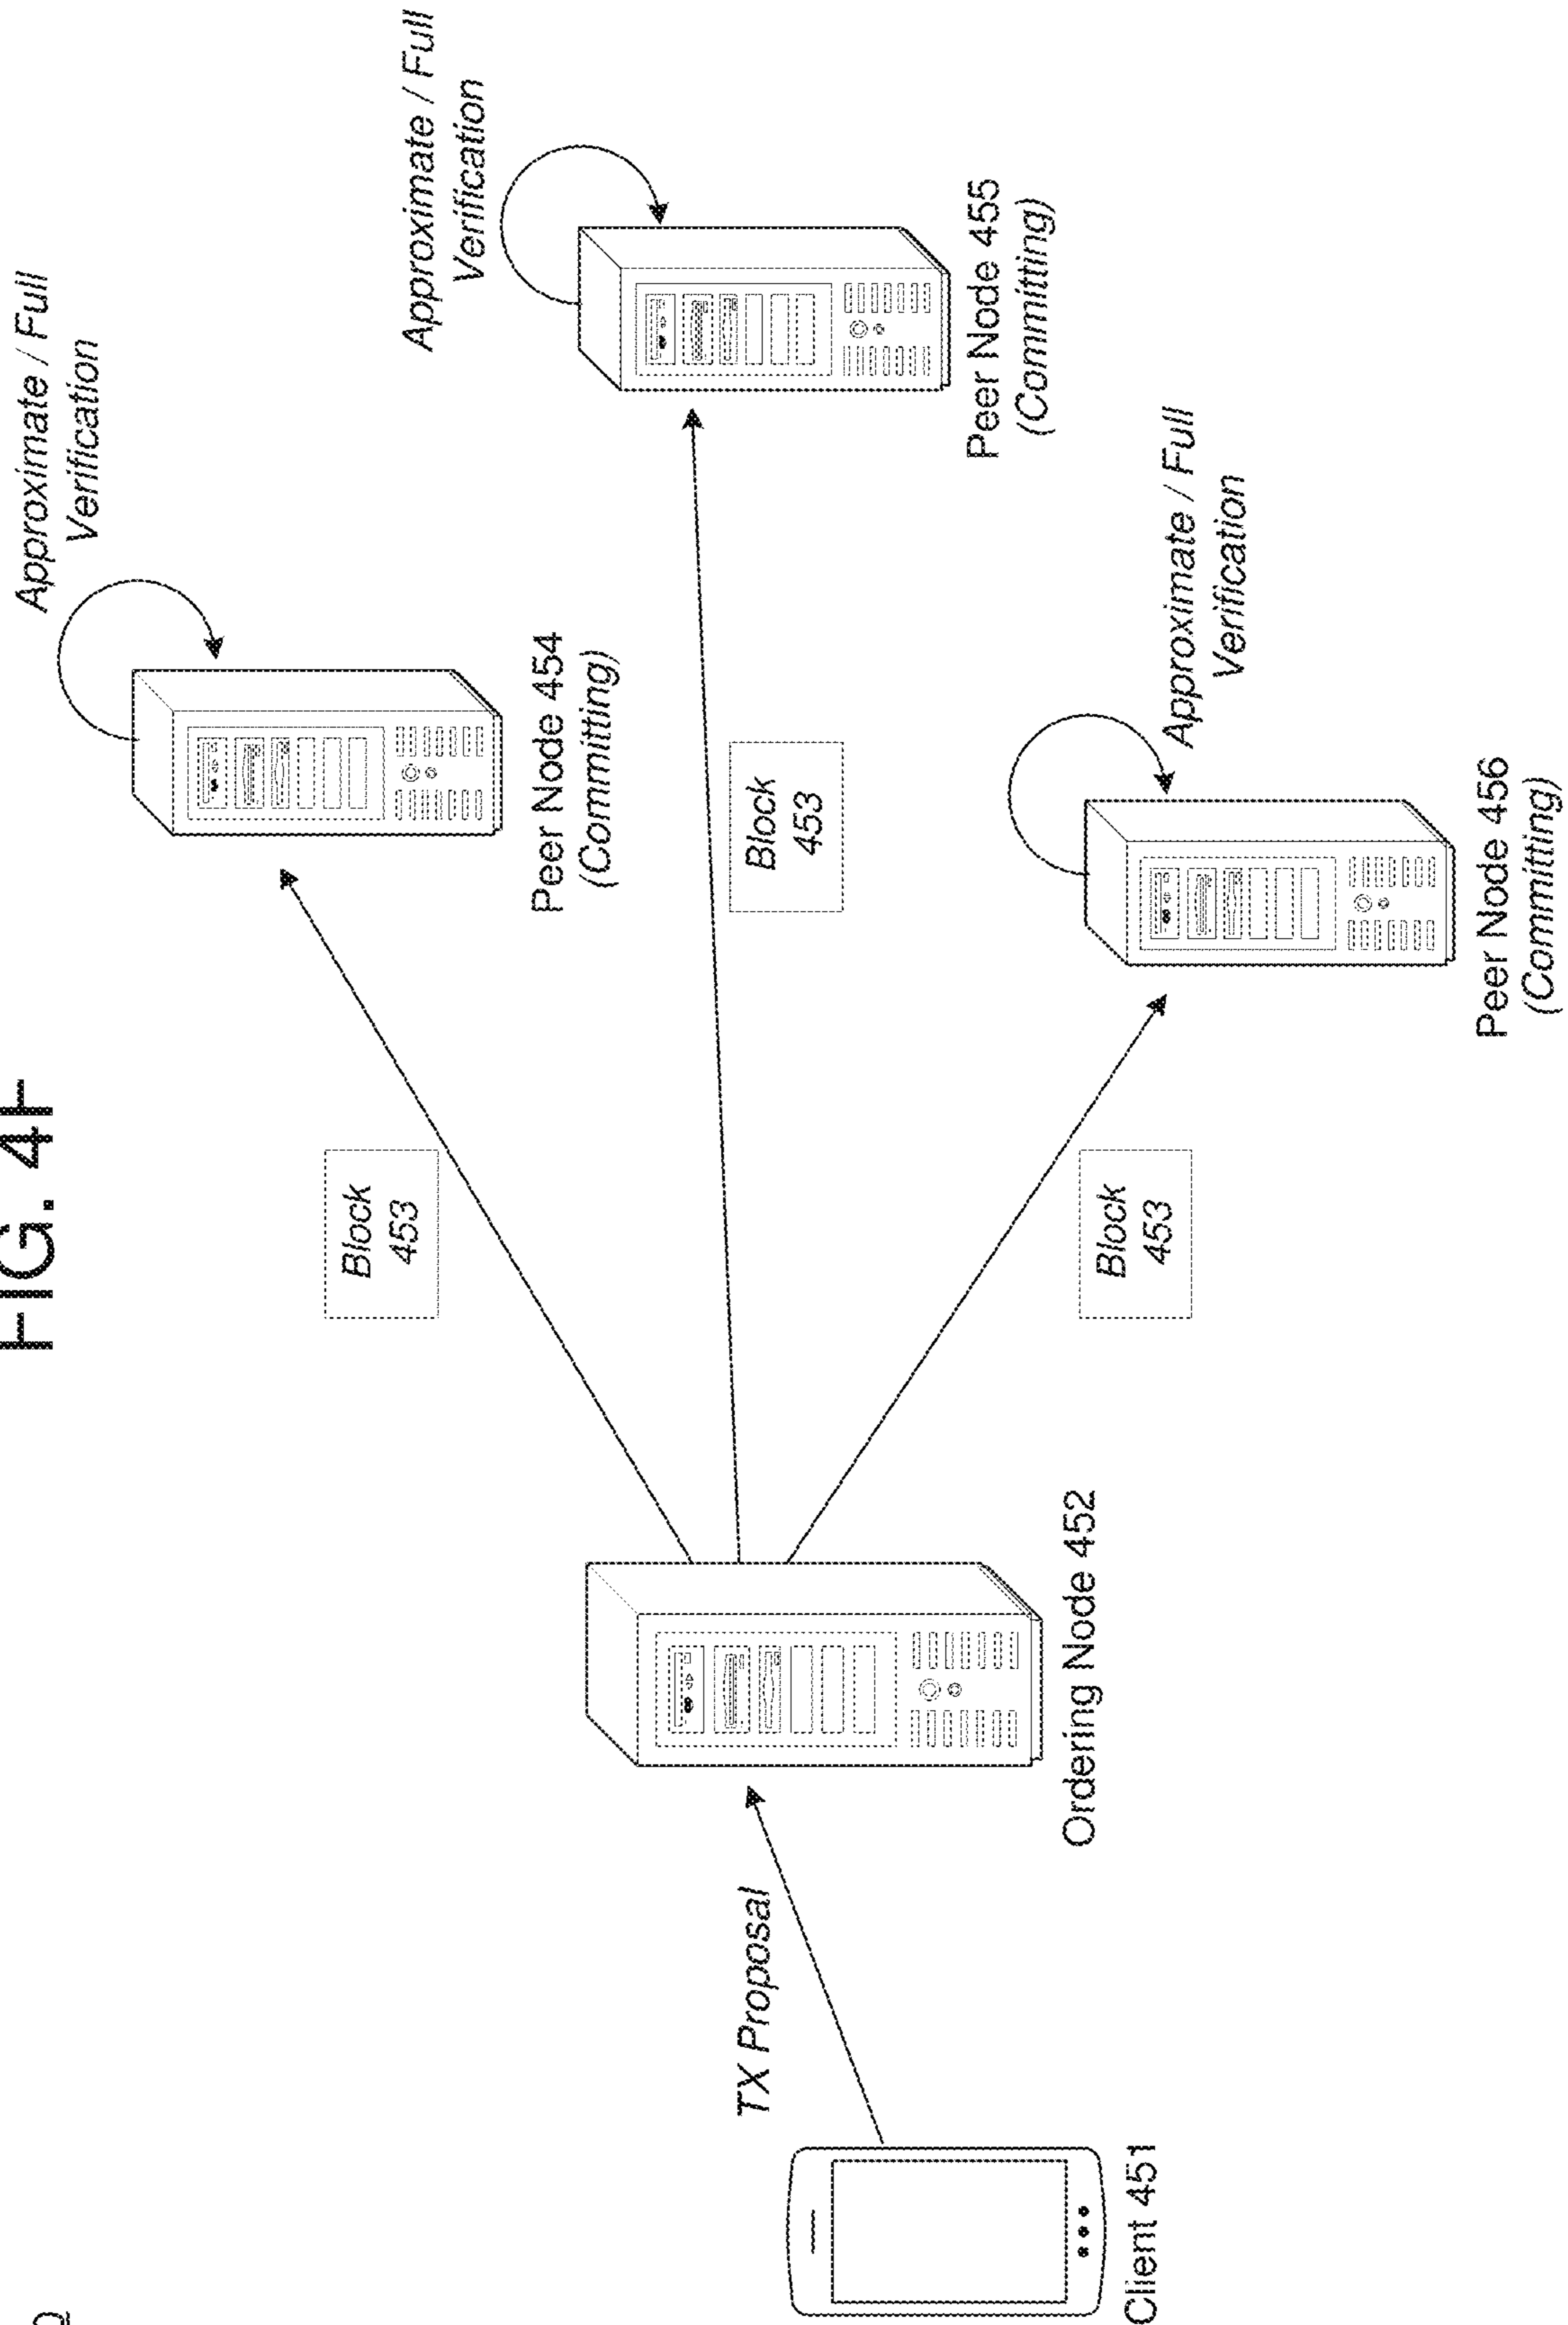 FIG. 4F
Approximate / Full
Verification
Block
453
Peer Node 454
(Committing)
Approximate / Full
Verification
TX Proposal
Block
453
Peer Node 455
(Committing)
Ordering Node 452
Client 451
Block
453
Approximate / Full
Verification
Peer Node 456
(Committing)